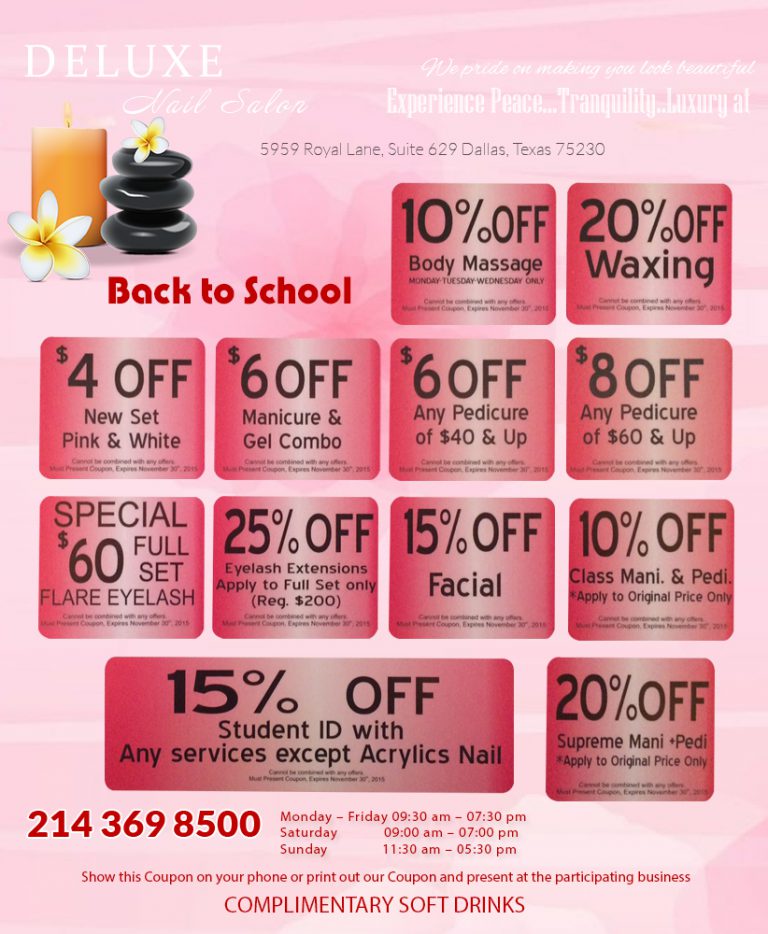 DELUXE
Nail Salon
We pride on making you look beautiful
Experience Peace...Tranquility..Luxury at
5959 Royal Lane, Suite 629 Dallas, Texas 75230
10%OFF
Body Massage
MONDAY-TUESDAY-WEDNESDAY ONLY
Cannot be combined with any offers.
Must Present Coupon, Expires November 30th, 2015
20%OFF
Waxing
Cannot be combined with any offers.
Must Present Coupon, Expires November 30th, 2015
Back to School
$4 OFF
New Set
Pink & White
Cannot be combined with any offers.
Must Present Coupon, Expires November 30th, 2015
$6 OFF
Manicure &
Gel Combo
Cannot be combined with any offers.
Must Present Coupon, Expires November 30th, 2015
$6 OFF
Any Pedicure
of $40 & Up
Cannot be combined with any offers.
Must Present Coupon, Expires November 30th, 2015
$8 OFF
Any Pedicure
of $60 & Up
Cannot be combined with any offers.
Must Present Coupon, Expires November 30th, 2015
SPECIAL
$60 FULL
SET
FLARE EYELASH
Cannot be combined with any offers.
Must Present Coupon, Expires November 30th, 2015
25% OFF
Eyelash Extensions
Apply to Full Set only
(Reg. $200)
Cannot be combined with any offers.
Must Present Coupon, Expires November 30th, 2015
15% OFF
Facial
Cannot be combined with any offers.
Must Present Coupon, Expires November 30th, 2015
10% OFF
Class Mani. & Pedi.
*Apply to Original Price Only
Cannot be combined with any offers.
Must Present Coupon, Expires November 30th, 2015
15% OFF
Student ID with
Any services except Acrylics Nail
Cannot be combined with any offers.
Must Present Coupon, Expires November 30th, 2015
20%OFF
Supreme Mani +Pedi
*Apply to Original Price Only
Cannot be combined with any offers.
Must Present Coupon, Expires November 30th, 2015
214 369 8500
Monday – Friday 09:30 am – 07:30 pm
Saturday 09:00 am – 07:00 pm
Sunday 11:30 am – 05:30 pm
Show this Coupon on your phone or print out our Coupon and present at the participating business
COMPLIMENTARY SOFT DRINKS